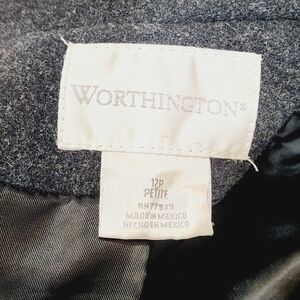 WORTHINGTON®
12P
PETITE
RN77519
MADE IN MEXICO
HECHO EN MEXICO